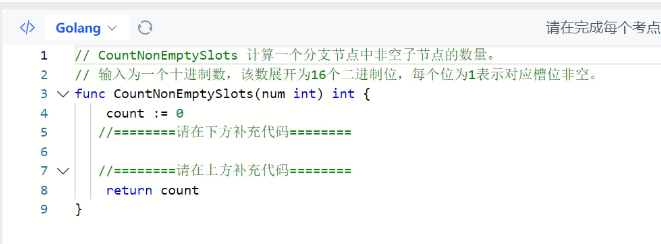 </> Golang 请在完成每个考点
1 // CountNonEmptySlots 计算一个分支节点中非空子节点的数量。
2 // 输入为一个十进制数，该数展开为16个二进制位，每个位为1表示对应槽位非空。
3 func CountNonEmptySlots(num int) int {
4 count := 0
5 //========请在下方补充代码========
6
7 //========请在上方补充代码========
8 return count
9 }